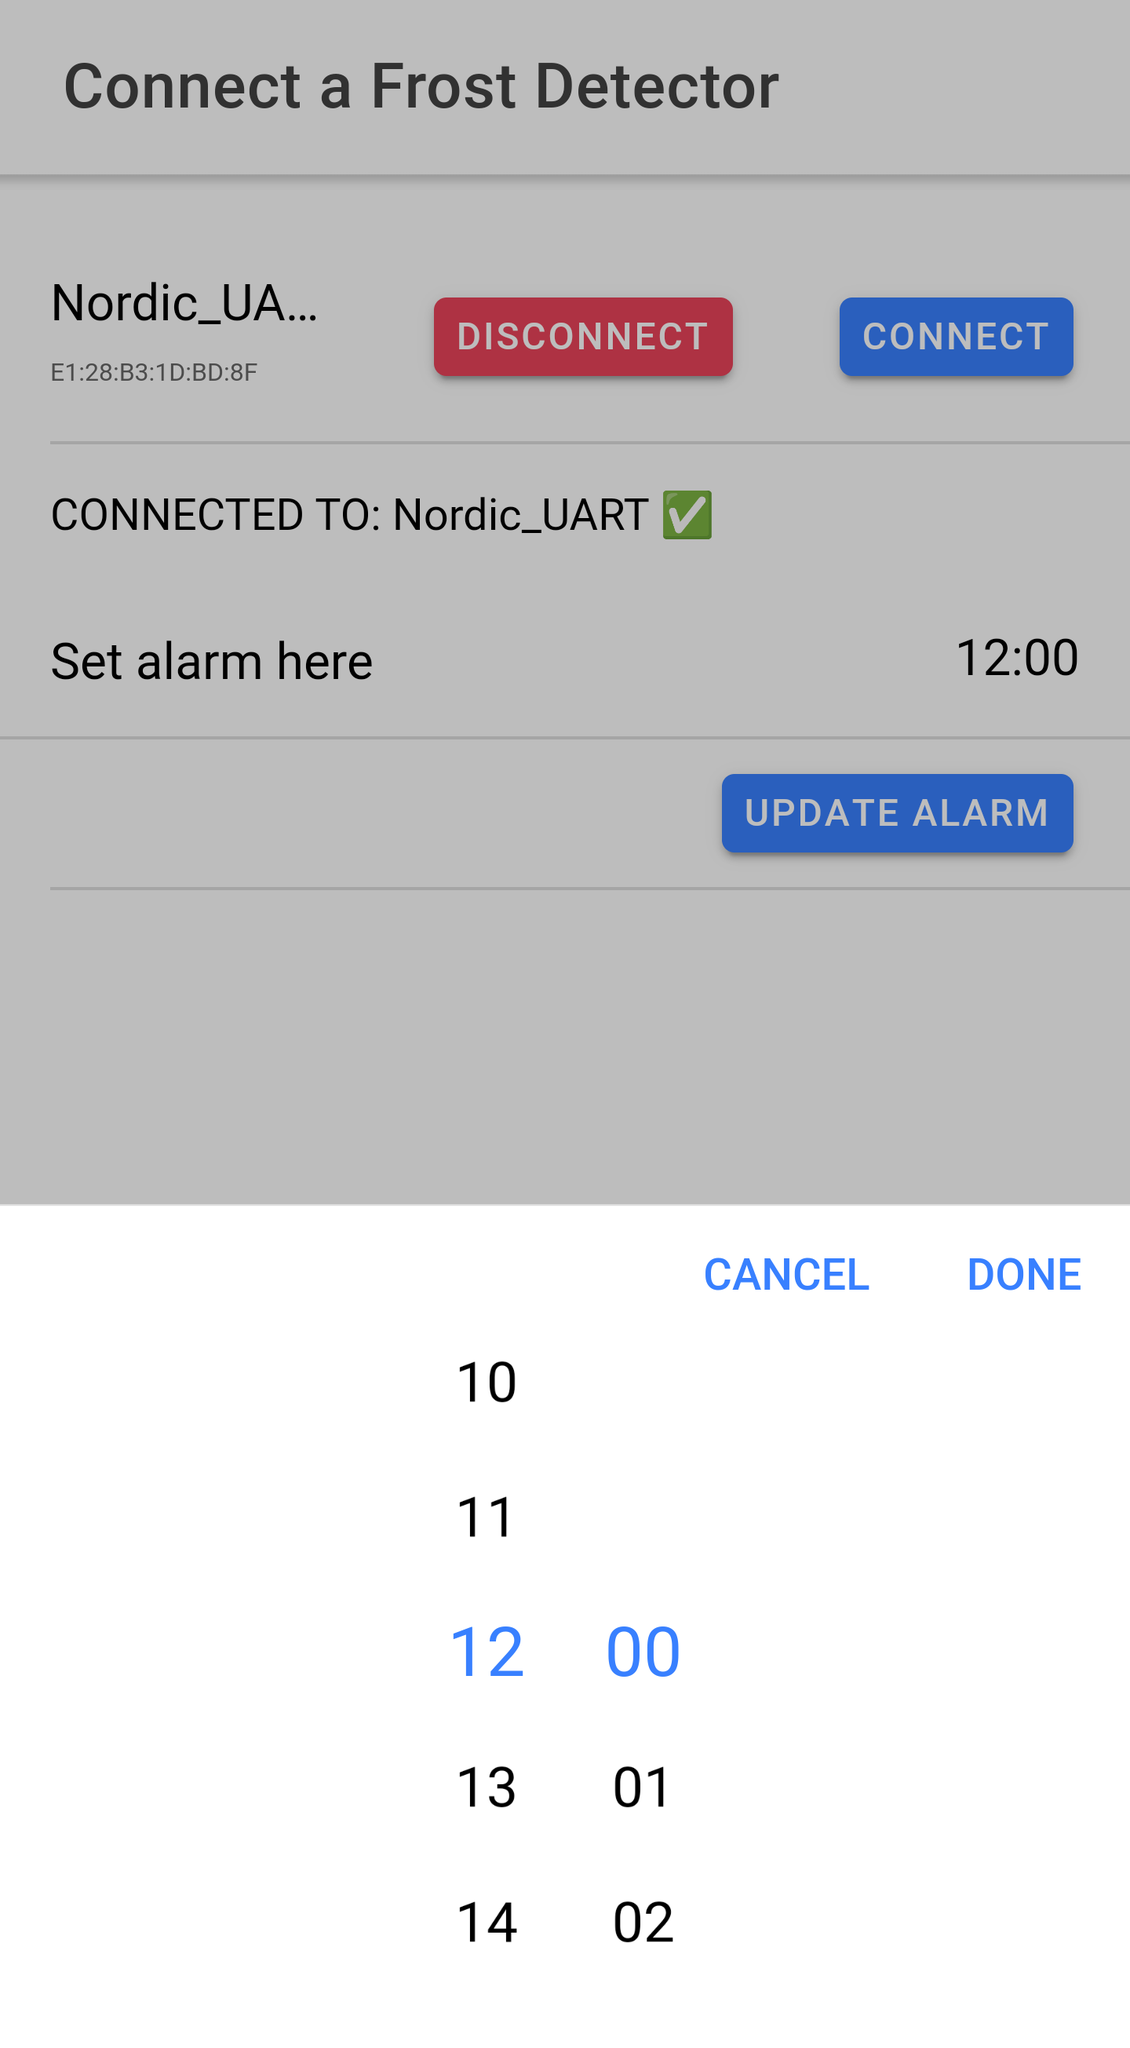 Connect a Frost Detector
Nordic_UA...
E1:28:B3:1D:BD:8F
DISCONNECT
CONNECT
CONNECTED TO: Nordic_UART ✅
Set alarm here 12:00
UPDATE ALARM
CANCEL DONE
10
11
12 00
13 01
14 02